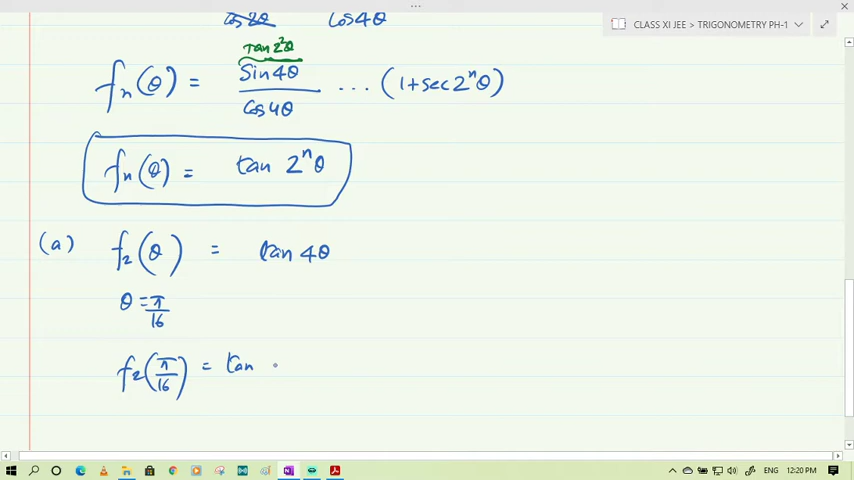 cos2θ cos4θ
CLASS XI JEE > TRIGONOMETRY PH-1
tan 2²θ
fn(θ) = sin4θ/cos4θ ... (1+sec2ⁿθ)
fn(θ) = tan 2ⁿθ
(a) f₂(θ) = tan 4θ
θ = π/16
f₂(π/16) = tan
ENG 12:20 PM